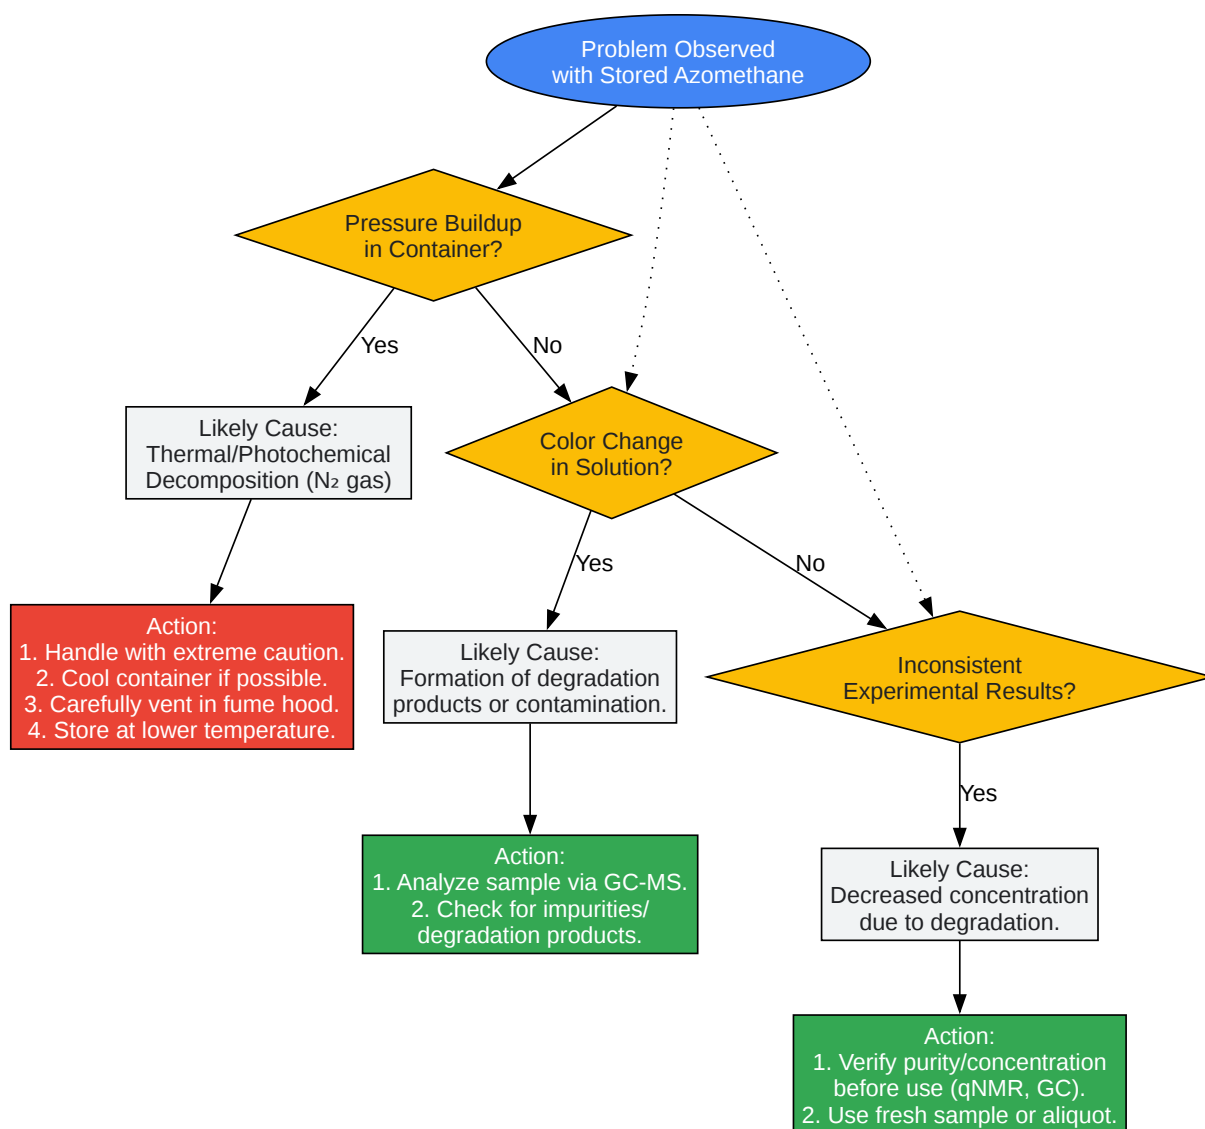 Problem Observed
with Stored Azomethane
Pressure Buildup
in Container?
Yes
No
Likely Cause:
Thermal/Photochemical
Decomposition (N₂ gas)
Color Change
in Solution?
Yes
No
Action:
1. Handle with extreme caution.
2. Cool container if possible.
3. Carefully vent in fume hood.
4. Store at lower temperature.
Likely Cause:
Formation of degradation
products or contamination.
Inconsistent
Experimental Results?
Yes
Action:
1. Analyze sample via GC-MS.
2. Check for impurities/
degradation products.
Likely Cause:
Decreased concentration
due to degradation.
Action:
1. Verify purity/concentration
before use (qNMR, GC).
2. Use fresh sample or aliquot.